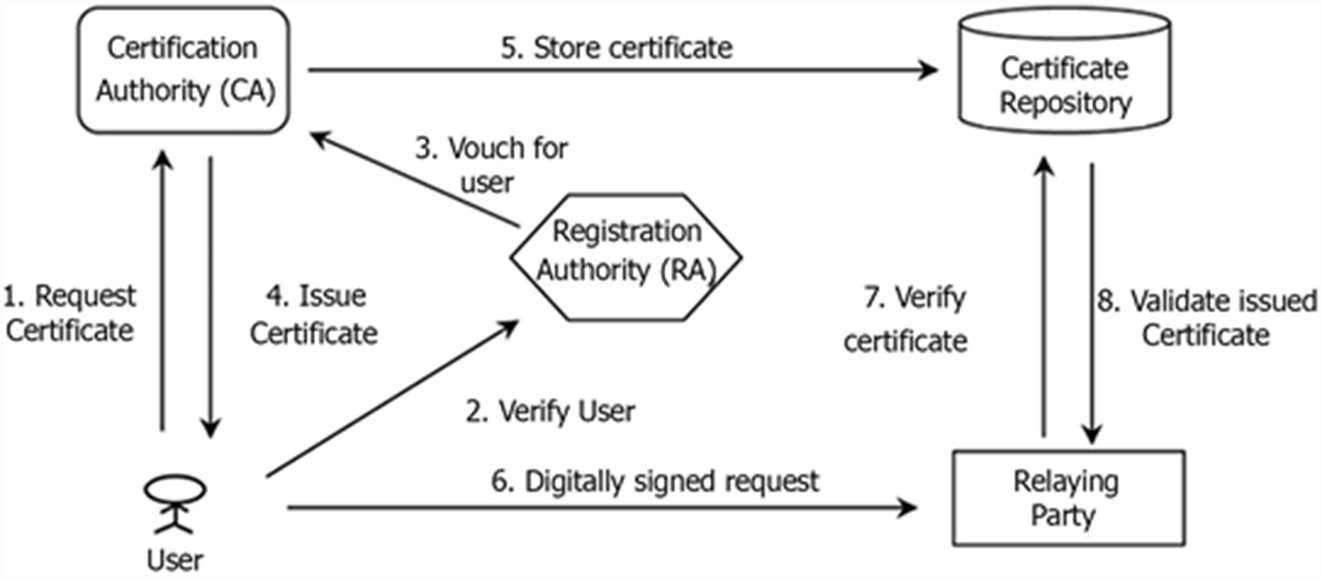 Certification
Authority (CA)
5. Store certificate
Certificate
Repository
3. Vouch for
user
Registration
Authority (RA)
1. Request
Certificate
4. Issue
Certificate
7. Verify
certificate
8. Validate issued
Certificate
2. Verify User
6. Digitally signed request
Relaying
Party
User